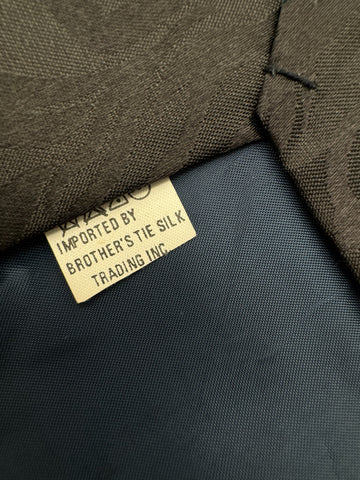 IMPORTED BY
BROTHER'S TIE SILK
TRADING INC.